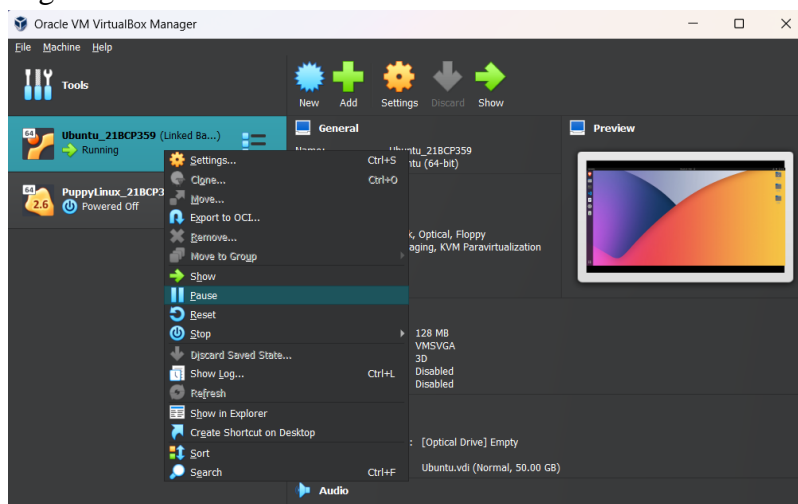 Oracle VM VirtualBox Manager
File Machine Help
Tools
New Add Settings Discard Show
64
Ubuntu_21BCP359 (Linked Ba...)
Running
64
2.6
PuppyLinux_21BCP3
Powered Off
Settings... Ctrl+S
Clone... Ctrl+O
Move...
Export to OCI...
Remove...
Move to Group
Show
Pause
Reset
Stop
Discard Saved State...
Show Log... Ctrl+L
Refresh
Show in Explorer
Create Shortcut on Desktop
Sort
Search Ctrl+F
General
Name: Ubuntu_21BCP359
ntu (64-bit)
k, Optical, Floppy
aging, KVM Paravirtualization
128 MB
VMSVGA
3D
Disabled
Disabled
: [Optical Drive] Empty
Ubuntu.vdi (Normal, 50.00 GB)
Audio
Preview